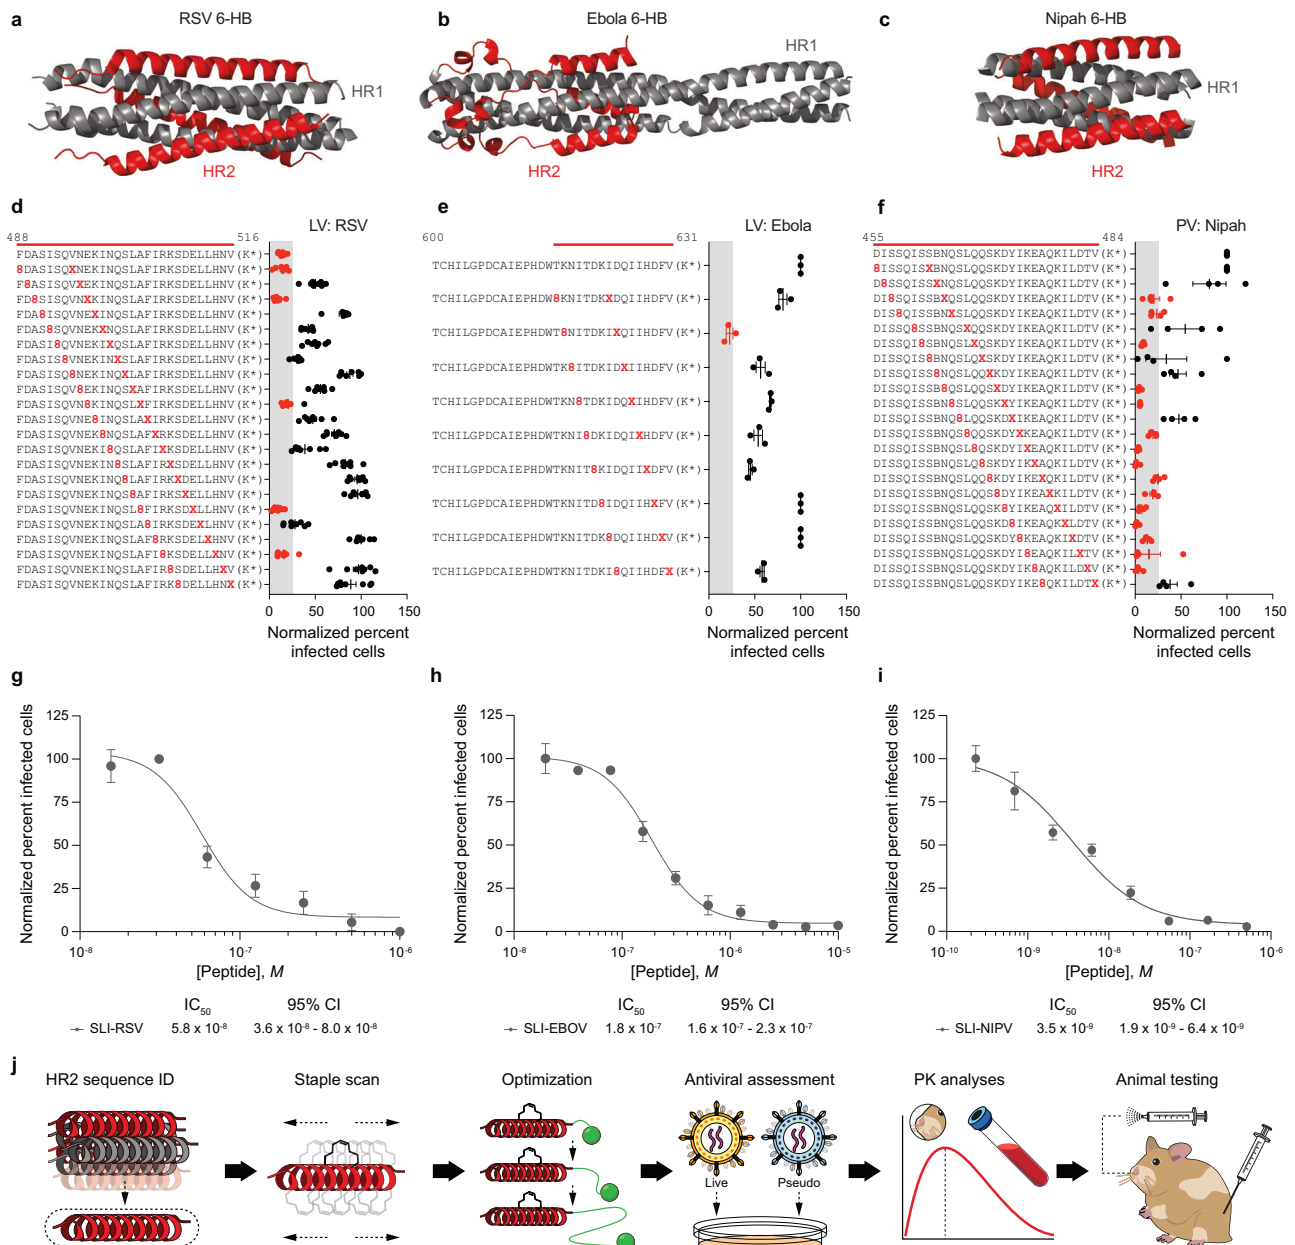 a
RSV 6-HB
HR1
HR2
b
Ebola 6-HB
HR1
HR2
c
Nipah 6-HB
HR1
HR2
d
LV: RSV
488 516
FDASISQVNEKINQSLAFIRKSDELLHNV(K*)
8DASISQXNEKINQSLAFIRKSDELLHNV(K*)
F8ASISQVXEKINQSLAFIRKSDELLHNV(K*)
FD8SISQVNXKINQSLAFIRKSDELLHNV(K*)
FDA8ISQVNEXINQSLAFIRKSDELLHNV(K*)
FDAS8SQVNEKXNQSLAFIRKSDELLHNV(K*)
FDASI8QVNEKIXQSLAFIRKSDELLHNV(K*)
FDASIS8VNEKINXSLAFIRKSDELLHNV(K*)
FDASISQ8NEKINQXLAFIRKSDELLHNV(K*)
FDASISQV8EKINQSXAFIRKSDELLHNV(K*)
FDASISQVN8KINQSLXFIRKSDELLHNV(K*)
FDASISQVNE8INQSLAXIRKSDELLHNV(K*)
FDASISQVNEK8NQSLAFXRKSDELLHNV(K*)
FDASISQVNEKI8QSLAFIXKSDELLHNV(K*)
FDASISQVNEKIN8SLAFIRXSDELLHNV(K*)
FDASISQVNEKINQ8LAFIRKXDELLHNV(K*)
FDASISQVNEKINQS8AFIRKSXELLHNV(K*)
FDASISQVNEKINQSL8FIRKSDXLLHNV(K*)
FDASISQVNEKINQSLA8IRKSDEXLHNV(K*)
FDASISQVNEKINQSLAF8RKSDELXHNV(K*)
FDASISQVNEKINQSLAFI8KSDELLXNV(K*)
FDASISQVNEKINQSLAFIR8SDELLHXV(K*)
FDASISQVNEKINQSLAFIRK8DELLHNX(K*)
0 50 100 150
Normalized percent
infected cells
e
LV: Ebola
600 631
TCHILGPDCAIEPHDWTKNITDKIDQIIHDFV(K*)
TCHILGPDCAIEPHDW8KNITDKXDQIIHDFV(K*)
TCHILGPDCAIEPHDWT8NITDKIXQIIHDFV(K*)
TCHILGPDCAIEPHDWTK8ITDKIDXIIHDFV(K*)
TCHILGPDCAIEPHDWTKN8TDKIDQXIHDFV(K*)
TCHILGPDCAIEPHDWTKNI8DKIDQIXHDFV(K*)
TCHILGPDCAIEPHDWTKNIT8KIDQIIXDFV(K*)
TCHILGPDCAIEPHDWTKNITD8IDQIIHXFV(K*)
TCHILGPDCAIEPHDWTKNITDK8DQIIHDXV(K*)
TCHILGPDCAIEPHDWTKNITDKI8QIIHDFX(K*)
0 50 100 150
Normalized percent
infected cells
f
PV: Nipah
455 484
DISSQISSBNQSLQQSKDYIKEAQKILDTV(K*)
8ISSQISXBNQSLQQSKDYIKEAQKILDTV(K*)
D8SSQISSXNQSLQQSKDYIKEAQKILDTV(K*)
DI8SQISSBXQSLQQSKDYIKEAQKILDTV(K*)
DIS8QISSBNXSLQQSKDYIKEAQKILDTV(K*)
DISSQ8SSBNQSXQQSKDYIKEAQKILDTV(K*)
DISSQI8SBNQSLXQSKDYIKEAQKILDTV(K*)
DISSQIS8BNQSLQXSKDYIKEAQKILDTV(K*)
DISSQISS8NQSLQQXKDYIKEAQKILDTV(K*)
DISSQISSB8QSLQQSXDYIKEAQKILDTV(K*)
DISSQISSBN8SLQQSKXYIKEAQKILDTV(K*)
DISSQISSBNQ8LQQSKDXIKEAQKILDTV(K*)
DISSQISSBNQS8QQSKDYXKEAQKILDTV(K*)
DISSQISSBNQSL8QSKDYIXEAQKILDTV(K*)
DISSQISSBNQSLQ8SKDYIKXAQKILDTV(K*)
DISSQISSBNQSLQQ8KDYIKEXQKILDTV(K*)
DISSQISSBNQSLQQS8DYIKEAXKILDTV(K*)
DISSQISSBNQSLQQSK8YIKEAQXILDTV(K*)
DISSQISSBNQSLQQSKD8IKEAQKXLDTV(K*)
DISSQISSBNQSLQQSKDY8KEAQKIXDTV(K*)
DISSQISSBNQSLQQSKDYI8EAQKILXTV(K*)
DISSQISSBNQSLQQSKDYIK8AQKILDXV(K*)
DISSQISSBNQSLQQSKDYIKE8QKILDTX(K*)
0 50 100 150
Normalized percent
infected cells
g
Normalized percent infected cells
125
100
75
50
25
0
10-8 10-7 10-6
[Peptide], M
IC50 95% CI
SLI-RSV 5.8 x 10-8 3.6 x 10-8 - 8.0 x 10-8
h
Normalized percent infected cells
125
100
75
50
25
0
10-8 10-7 10-6 10-5
[Peptide], M
IC50 95% CI
SLI-EBOV 1.8 x 10-7 1.6 x 10-7 - 2.3 x 10-7
i
Normalized percent infected cells
125
100
75
50
25
0
10-10 10-9 10-8 10-7 10-6
[Peptide], M
IC50 95% CI
SLI-NIPV 3.5 x 10-9 1.9 x 10-9 - 6.4 x 10-9
j
HR2 sequence ID
Staple scan
Optimization
Antiviral assessment
Live Pseudo
PK analyses
Animal testing